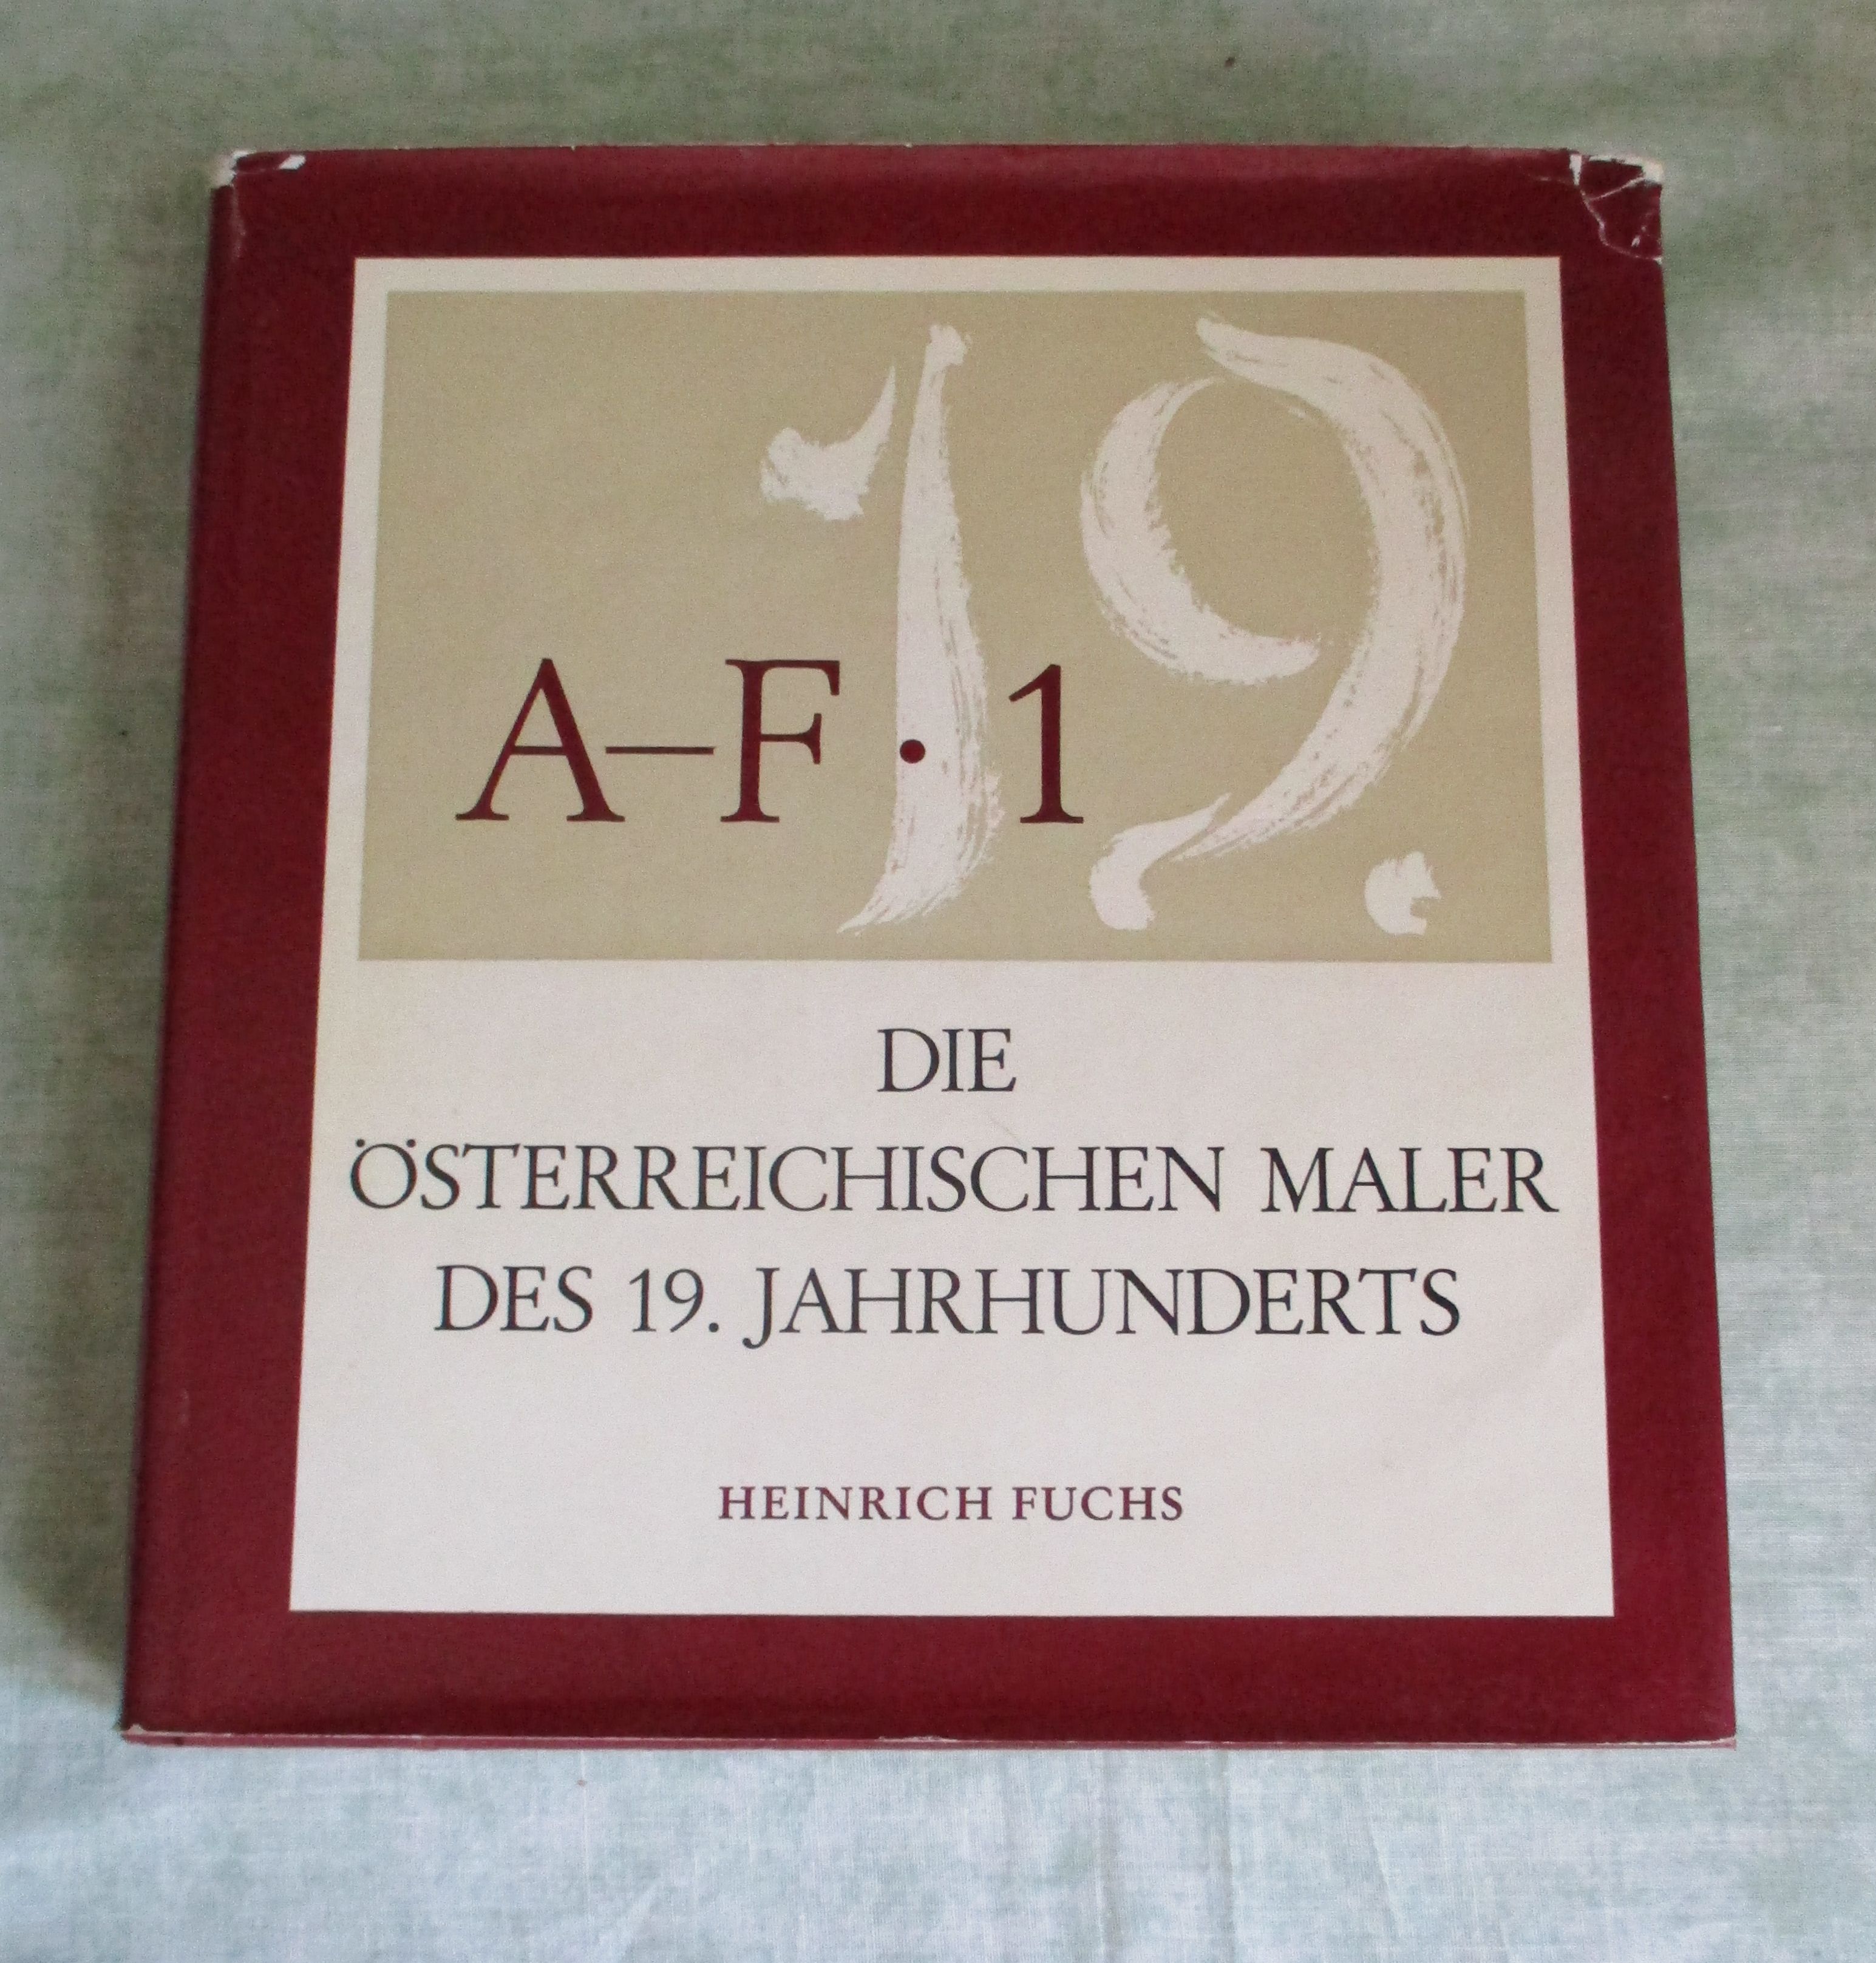 19.
A–F · 1
DIE
ÖSTERREICHISCHEN MALER
DES 19. JAHRHUNDERTS
HEINRICH FUCHS